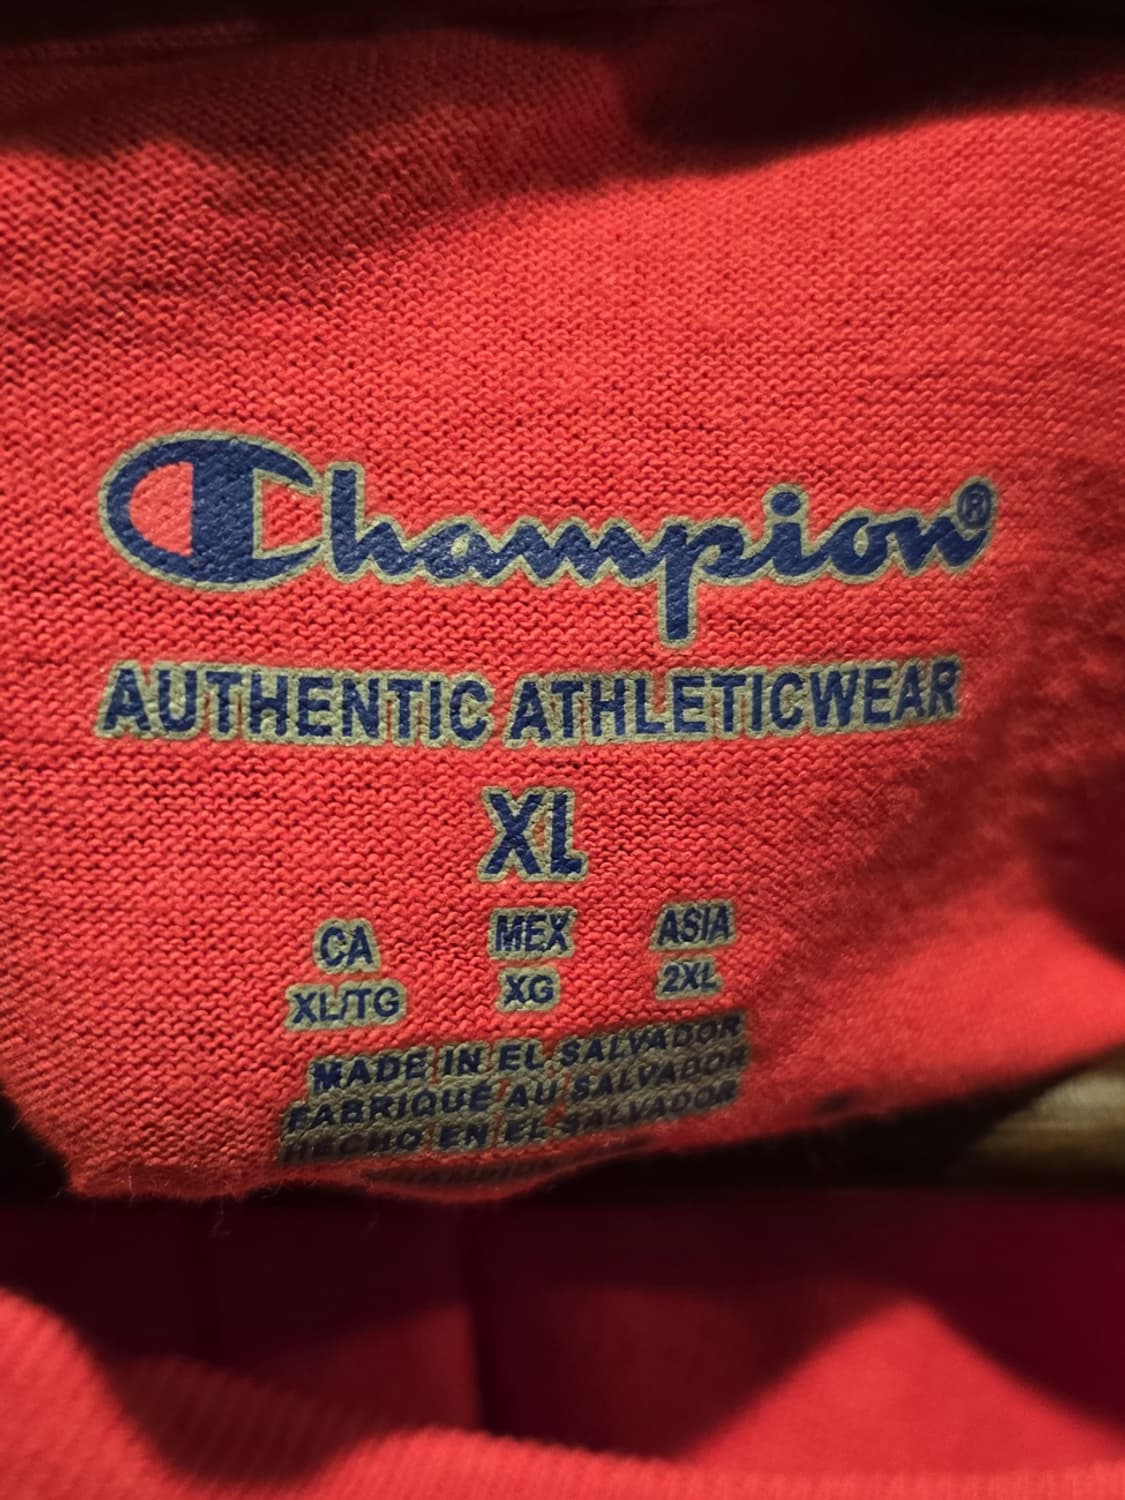 Champion®
AUTHENTIC ATHLETICWEAR
XL
CA MEX ASIA
XL/TG XG 2XL
MADE IN EL SALVADOR
FABRIQUÉ AU SALVADOR
HECHO EN EL SALVADOR